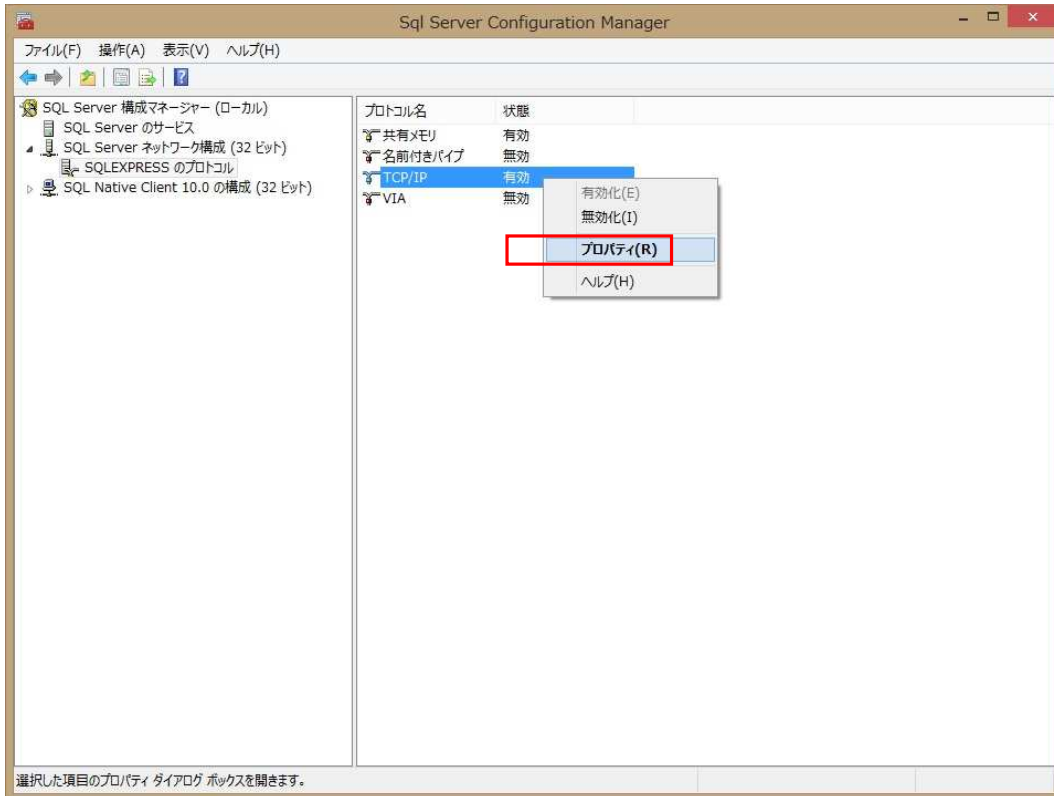 Sql Server Configuration Manager
ファイル(F) 操作(A) 表示(V) ヘルプ(H)
SQL Server 構成マネージャー (ローカル)
SQL Server のサービス
SQL Server ネットワーク構成 (32 ビット)
SQLEXPRESS のプロトコル
SQL Native Client 10.0 の構成 (32 ビット)
プロトコル名 状態
共有メモリ 有効
名前付きパイプ 無効
TCP/IP 有効
VIA 無効
有効化(E)
無効化(I)
プロパティ(R)
ヘルプ(H)
選択した項目のプロパティ ダイアログ ボックスを開きます。